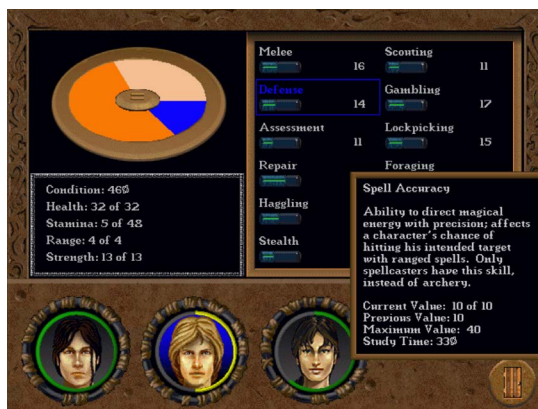 Melee
16
Scouting
11
Defense
14
Gambling
17
Assessment
11
Lockpicking
15
Repair
Foraging
Haggling
Stealth
Condition: 46%
Health: 32 of 32
Stamina: 5 of 48
Range: 4 of 4
Strength: 13 of 13
Spell Accuracy
Ability to direct magical
energy with precision; affects
a character's chance of
hitting his intended target
with ranged spells. Only
spellcasters have this skill,
instead of archery.
Current Value: 10 of 10
Previous Value: 10
Maximum Value: 40
Study Time: 33%